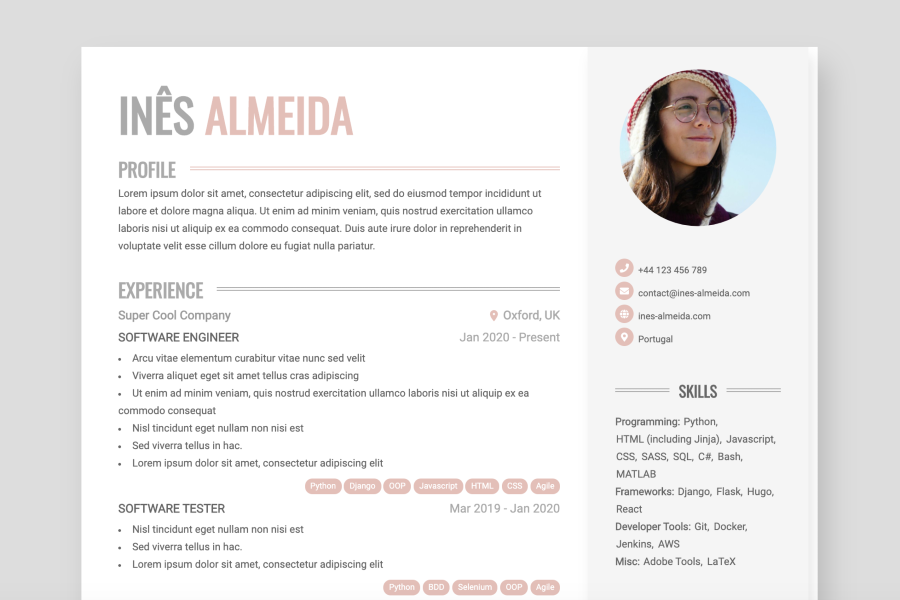 INÊS ALMEIDA
PROFILE
Lorem ipsum dolor sit amet, consectetur adipiscing elit, sed do eiusmod tempor incididunt ut
labore et dolore magna aliqua. Ut enim ad minim veniam, quis nostrud exercitation ullamco
laboris nisi ut aliquip ex ea commodo consequat. Duis aute irure dolor in reprehenderit in
voluptate velit esse cillum dolore eu fugiat nulla pariatur.
EXPERIENCE
Super Cool Company
Oxford, UK
SOFTWARE ENGINEER
Jan 2020 - Present
• Arcu vitae elementum curabitur vitae nunc sed velit
• Viverra aliquet eget sit amet tellus cras adipiscing
• Ut enim ad minim veniam, quis nostrud exercitation ullamco laboris nisi ut aliquip ex ea
commodo consequat
• Nisl tincidunt eget nullam non nisi est
• Sed viverra tellus in hac.
• Lorem ipsum dolor sit amet, consectetur adipiscing elit
Python Django OOP Javascript HTML CSS Agile
SOFTWARE TESTER
Mar 2019 - Jan 2020
• Nisl tincidunt eget nullam non nisi est
• Sed viverra tellus in hac.
• Lorem ipsum dolor sit amet, consectetur adipiscing elit
Python BDD Selenium OOP Agile
+44 123 456 789
contact@ines-almeida.com
ines-almeida.com
Portugal
SKILLS
Programming: Python,
HTML (including Jinja), Javascript,
CSS, SASS, SQL, C#, Bash,
MATLAB
Frameworks: Django, Flask, Hugo,
React
Developer Tools: Git, Docker,
Jenkins, AWS
Misc: Adobe Tools, LaTeX